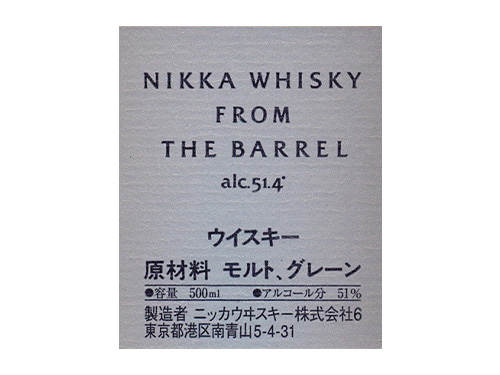 NIKKA WHISKY
FROM
THE BARREL
alc.51.4°
ウイスキー
原材料 モルト、グレーン
●容量 500ml ●アルコール分 51%
製造者 ニッカウヰスキー株式会社6
東京都港区南青山5-4-31